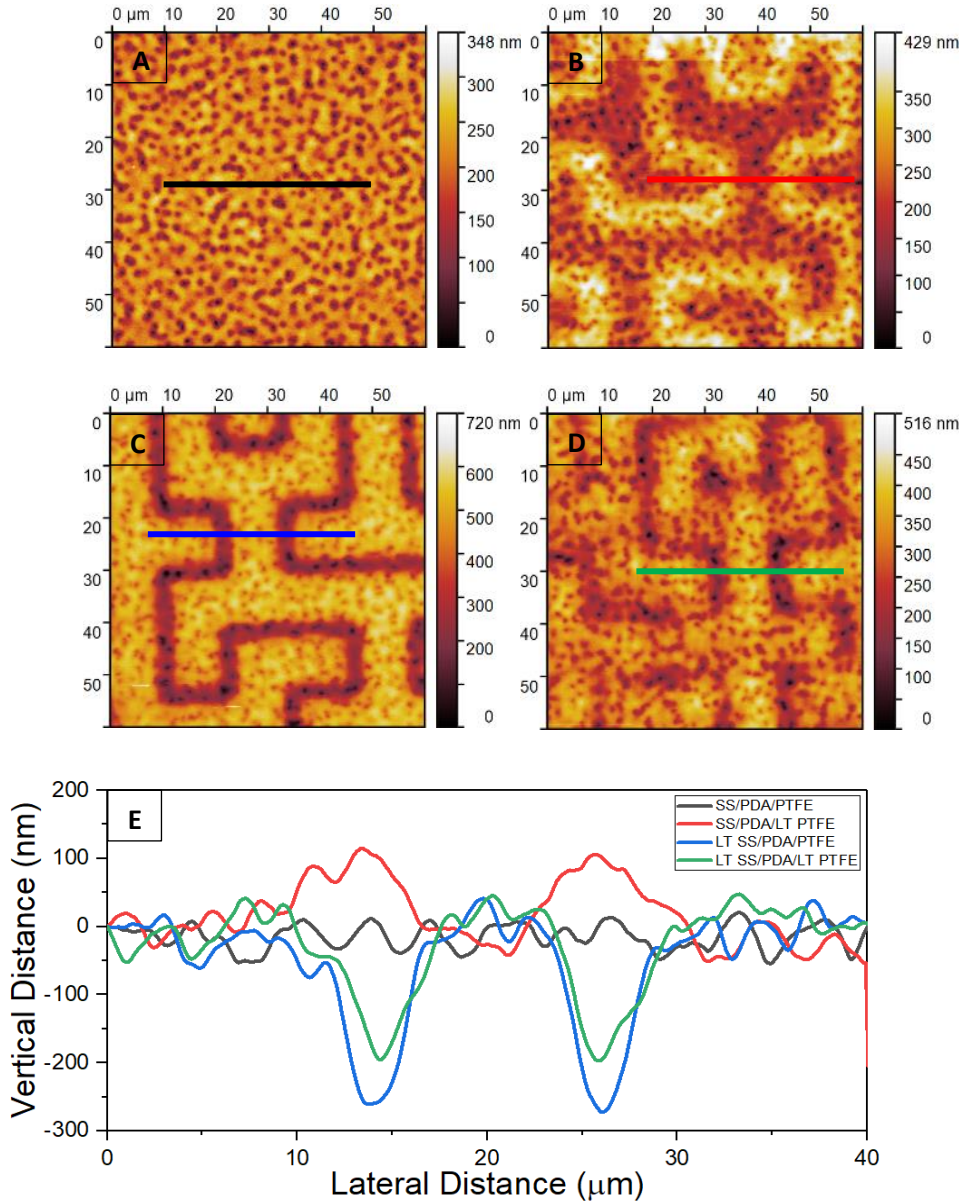 0 µm 10 20 30 40 50
0 µm 10 20 30 40 50
A
348 nm
B
429 nm
0
10
20
30
40
50
300
250
200
150
100
0
0
10
20
30
40
50
400
350
300
250
200
150
100
0
0 µm 10 20 30 40 50
0 µm 10 20 30 40 50
C
720 nm
D
516 nm
0
10
20
30
40
50
600
500
400
300
200
0
0
10
20
30
40
50
450
400
350
300
250
200
150
100
0
E
SS/PDA/PTFE
SS/PDA/LT PTFE
LT SS/PDA/PTFE
LT SS/PDA/LT PTFE
Vertical Distance (nm)
200
100
0
-100
-200
-300
0 10 20 30 40
Lateral Distance (µm)